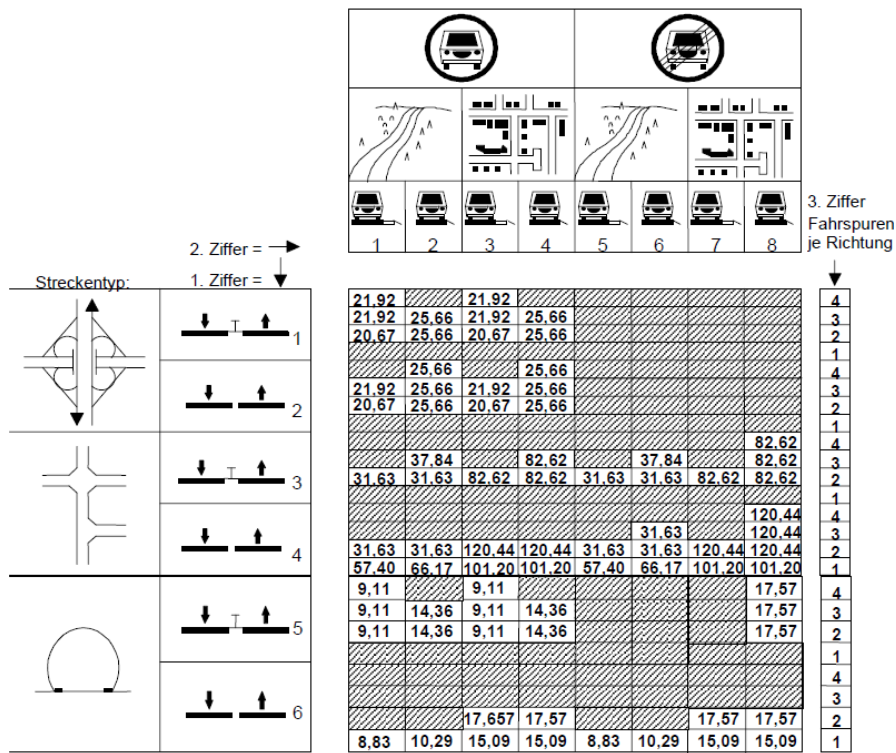 3. Ziffer
Fahrspuren
1 2 3 4 5 6 7 8
je Richtung
2. Ziffer =
Streckentyp: 1. Ziffer =
21,92 21,92 4
21,92 25,66 21,92 25,66 3
1 20,67 25,66 20,67 25,66 2
1
25,66 25,66 4
21,92 25,66 21,92 25,66 3
2 20,67 25,66 20,67 25,66 2
1
82,62 4
37,84 82,62 37,84 82,62 3
3 31,63 31,63 82,62 82,62 31,63 31,63 82,62 82,62 2
1
120,44 4
31,63 120,44 3
4 31,63 31,63 120,44 120,44 31,63 31,63 120,44 120,44 2
57,40 66,17 101,20 101,20 57,40 66,17 101,20 101,20 1
9,11 9,11 17,57 4
9,11 14,36 9,11 14,36 17,57 3
5 9,11 14,36 9,11 14,36 17,57 2
1
4
3
6 17,657 17,57 17,57 17,57 2
8,83 10,29 15,09 15,09 8,83 10,29 15,09 15,09 1